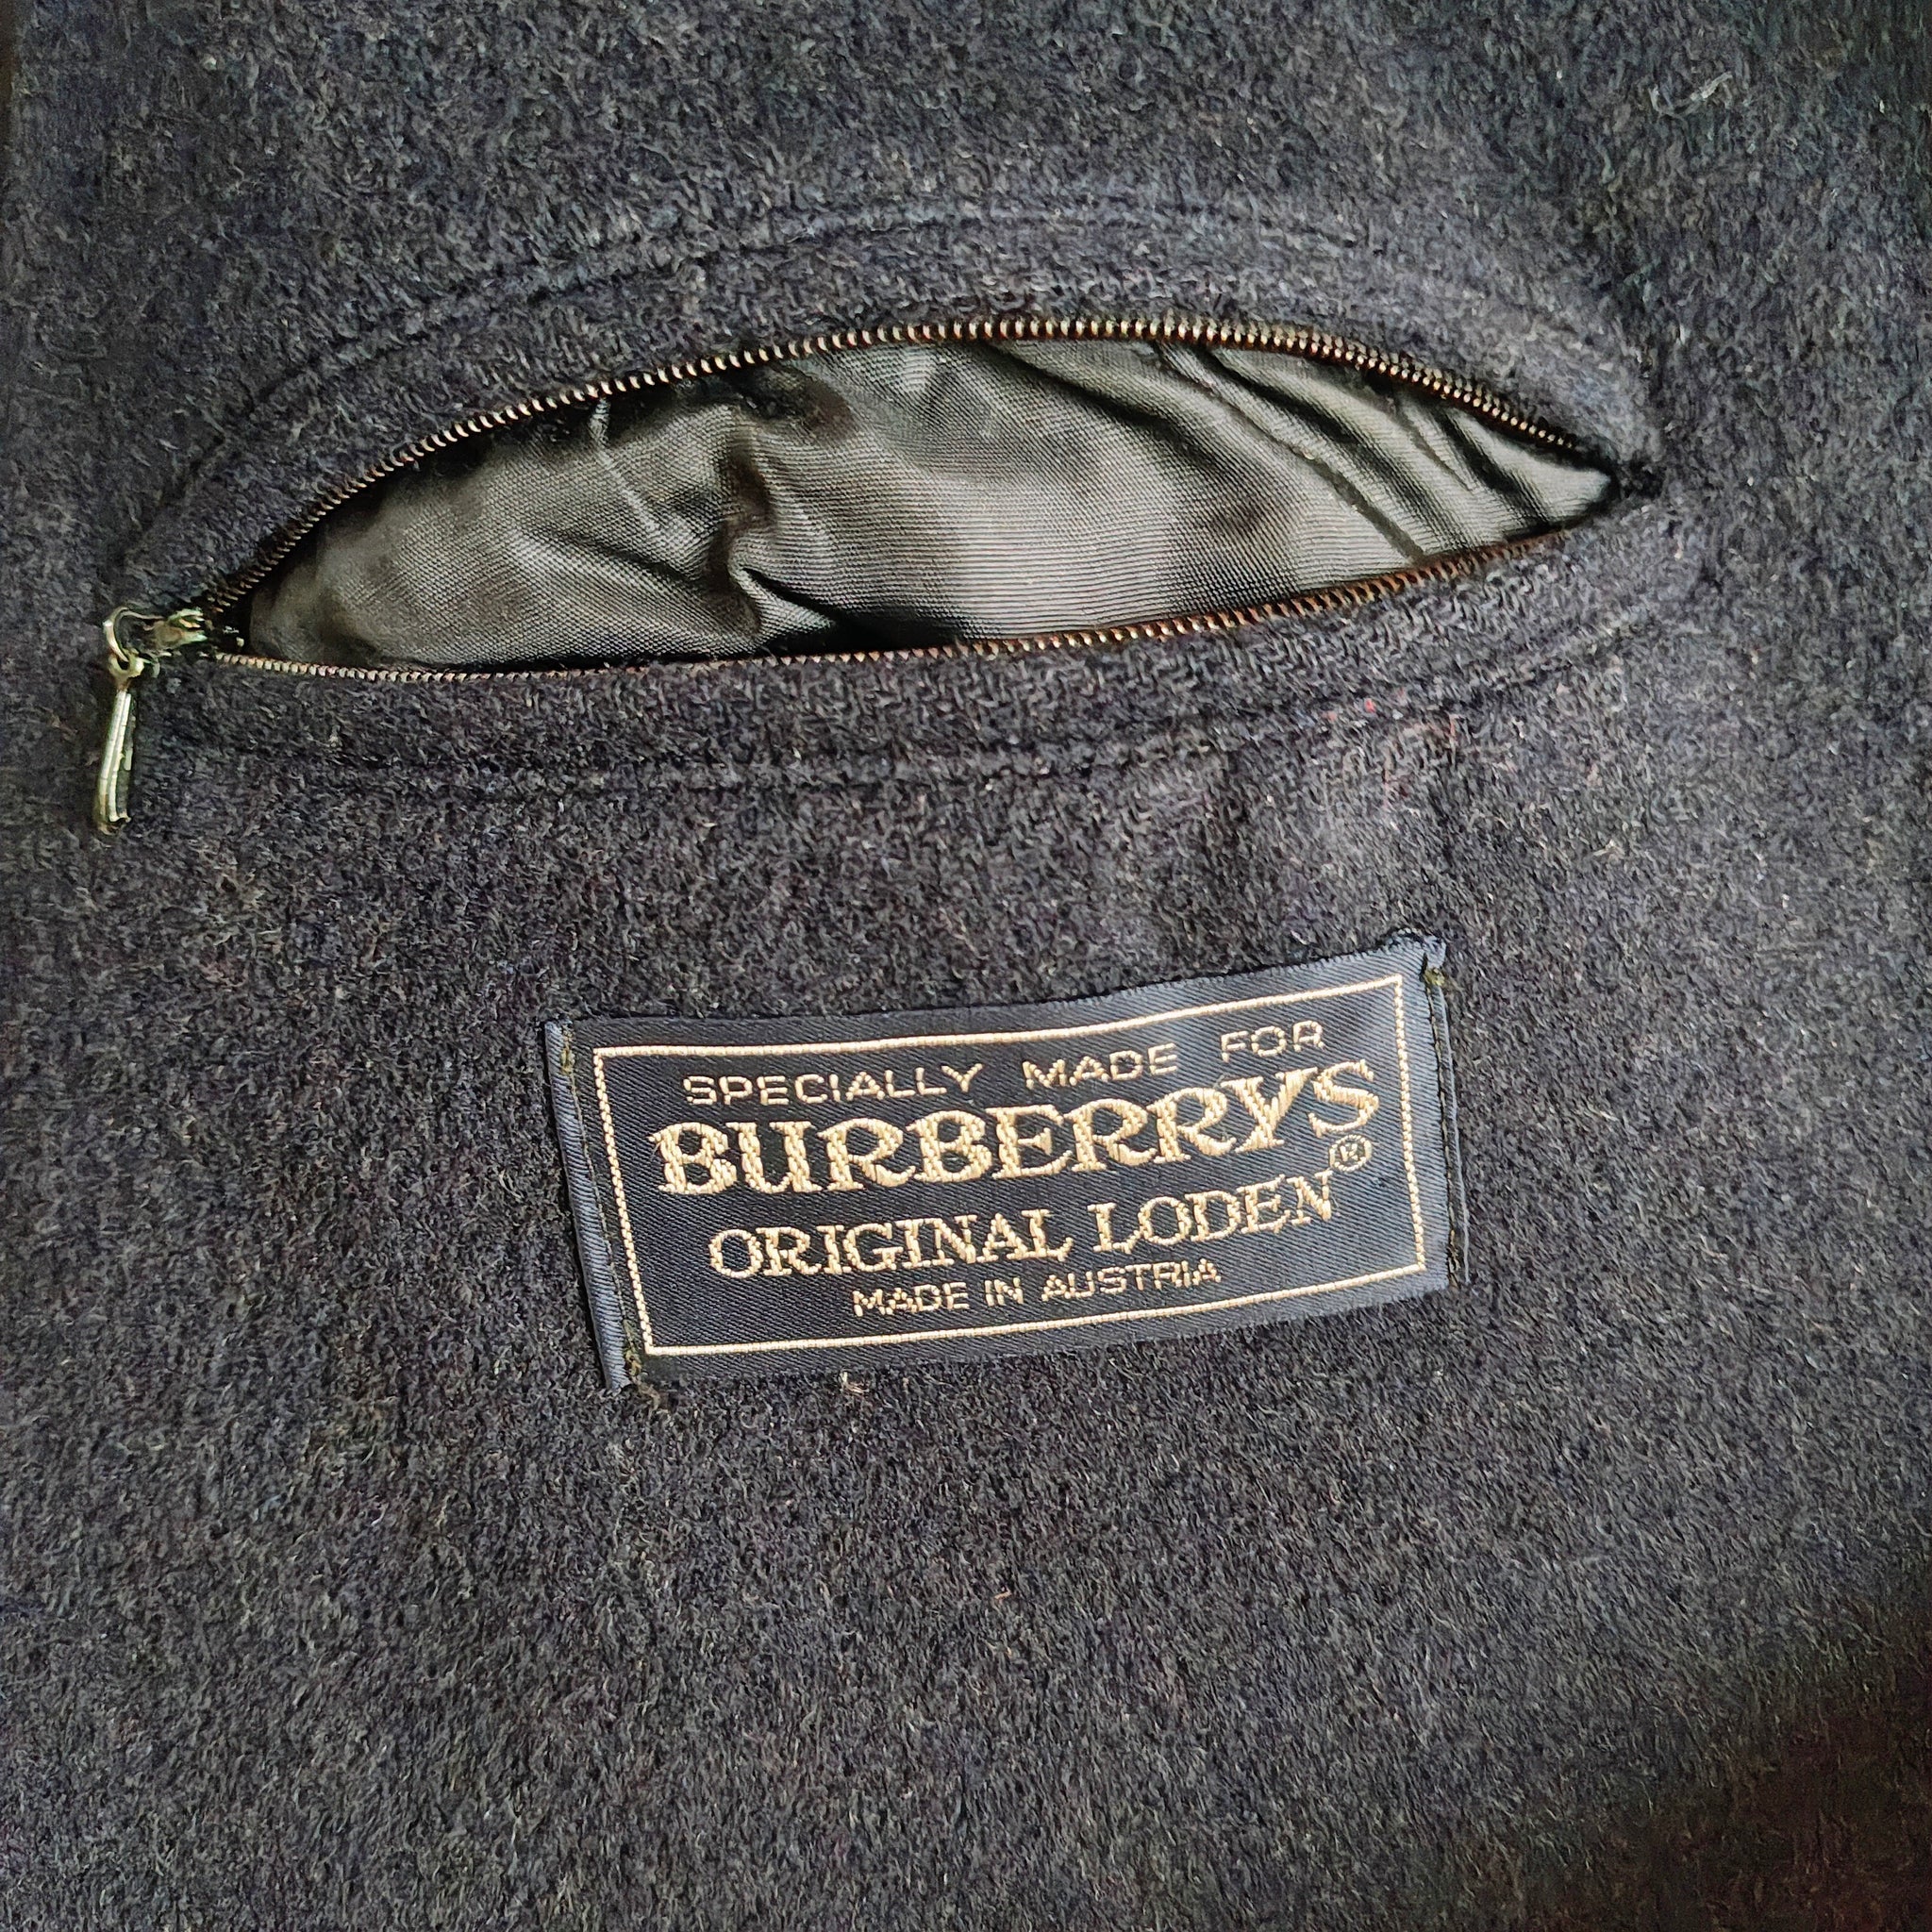 SPECIALLY MADE FOR
BURBERRYS
ORIGINAL LODEN®
MADE IN AUSTRIA